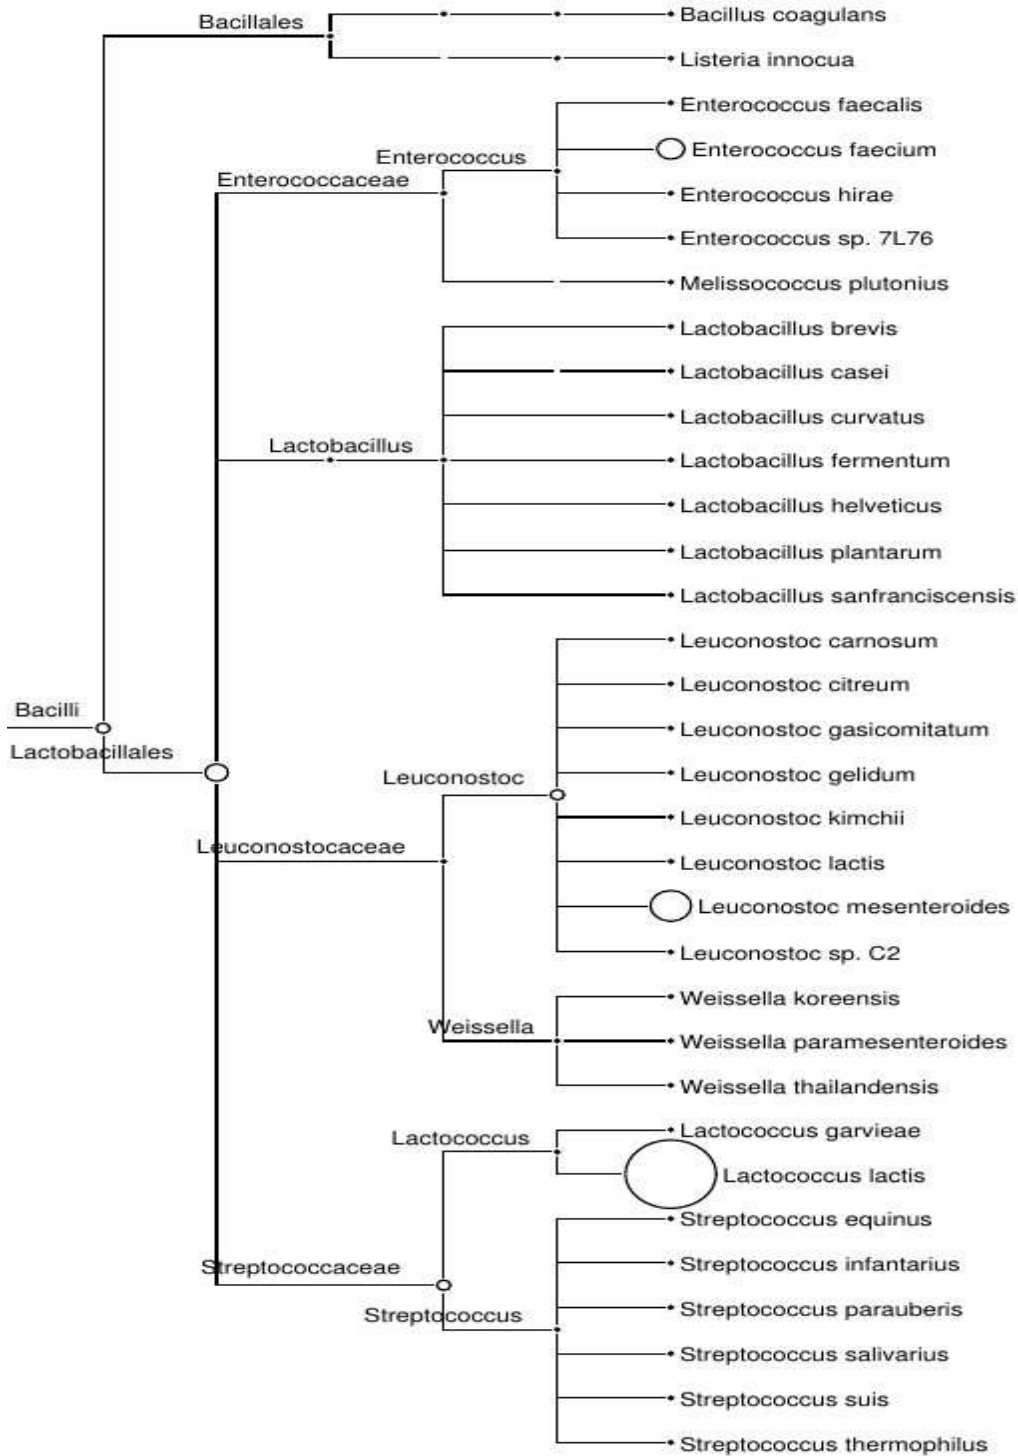 Bacillales
Bacillus coagulans
Listeria innocua
Enterococcus faecalis
Enterococcus
Enterococcus faecium
Enterococcaceae
Enterococcus hirae
Enterococcus sp. 7L76
Melissococcus plutonius
Lactobacillus brevis
Lactobacillus casei
Lactobacillus curvatus
Lactobacillus
Lactobacillus fermentum
Lactobacillus helveticus
Lactobacillus plantarum
Lactobacillus sanfranciscensis
Leuconostoc carnosum
Leuconostoc citreum
Bacilli
Leuconostoc gasicomitatum
Lactobacillales
Leuconostoc
Leuconostoc gelidum
Leuconostoc kimchii
Leuconostocaceae
Leuconostoc lactis
Leuconostoc mesenteroides
Leuconostoc sp. C2
Weissella koreensis
Weissella
Weissella paramesenteroides
Weissella thailandensis
Lactococcus
Lactococcus garvieae
Lactococcus lactis
Streptococcus equinus
Streptococcaceae
Streptococcus infantarius
Streptococcus
Streptococcus parauberis
Streptococcus salivarius
Streptococcus suis
Streptococcus thermophilus